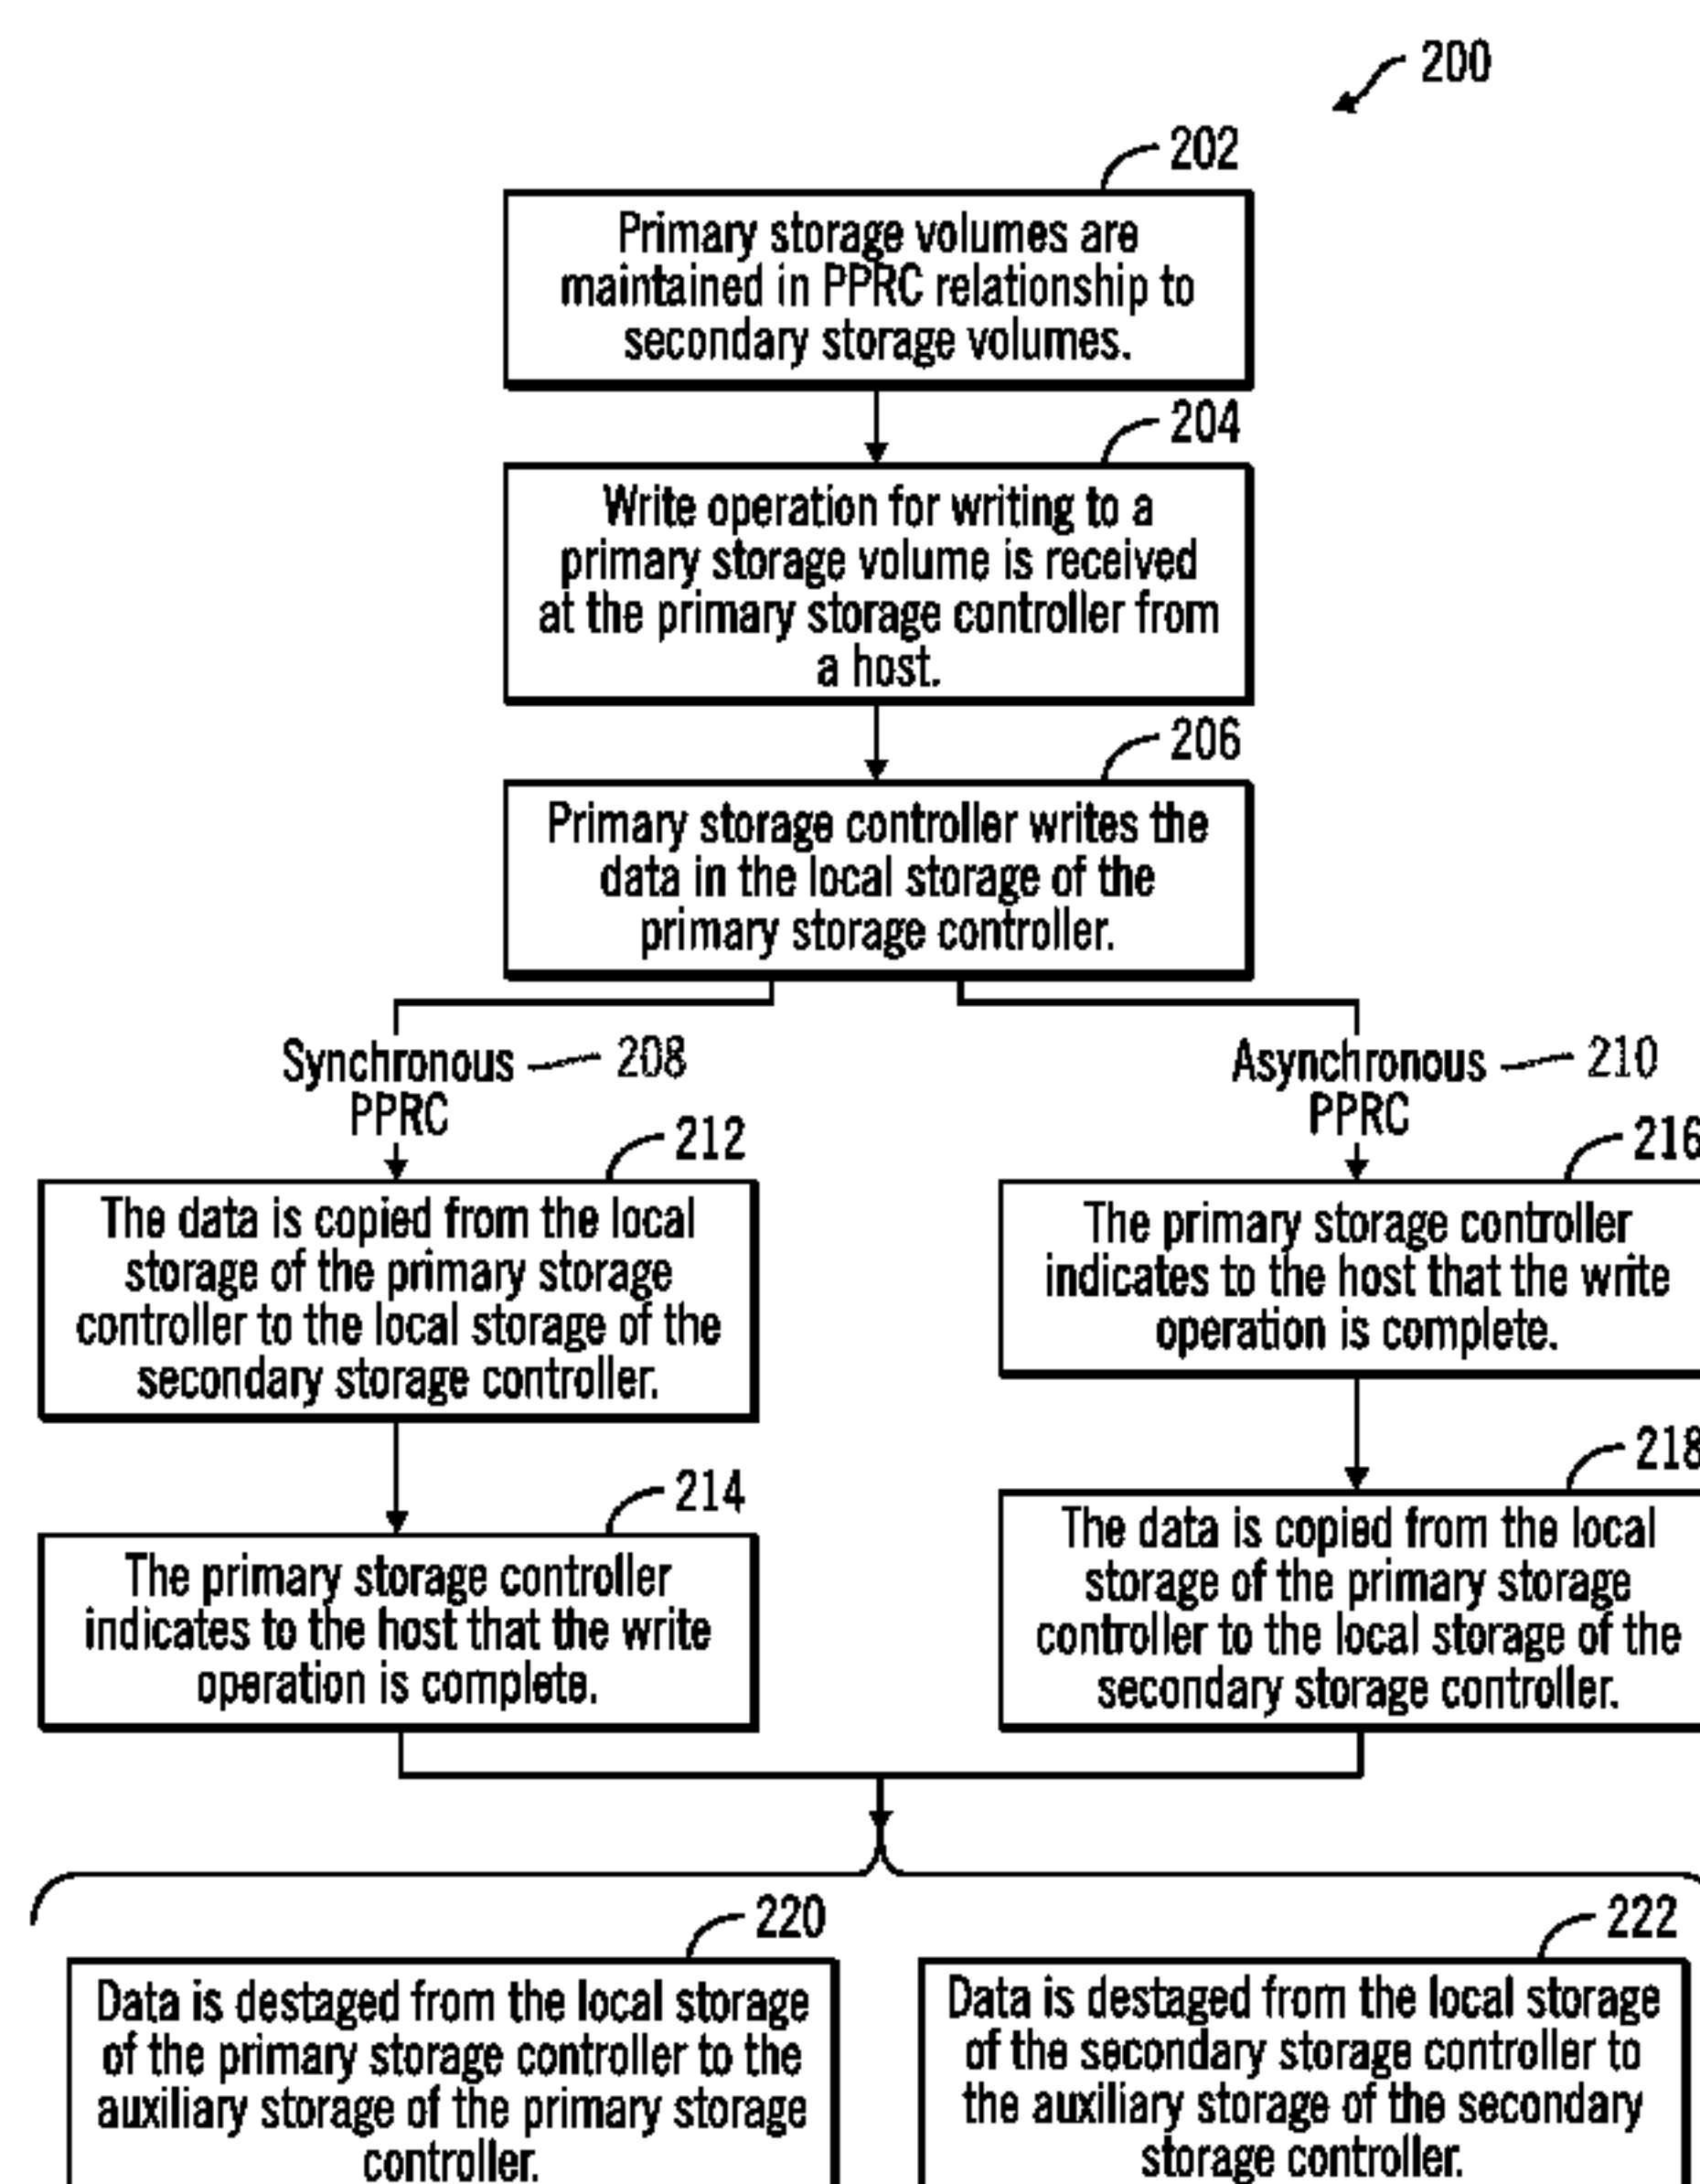 200
202
Primary storage volumes are
maintained in PPRC relationship to
secondary storage volumes.
204
Write operation for writing to a
primary storage volume is received
at the primary storage controller from
a host.
206
Primary storage controller writes the
data in the local storage of the
primary storage controller.
Synchronous 208
PPRC
Asynchronous 210
PPRC
212
The data is copied from the local
storage of the primary storage
controller to the local storage of the
secondary storage controller.
214
The primary storage controller
indicates to the host that the write
operation is complete.
216
The primary storage controller
indicates to the host that the write
operation is complete.
218
The data is copied from the local
storage of the primary storage
controller to the local storage of the
secondary storage controller.
220
Data is destaged from the local storage
of the primary storage controller to the
auxiliary storage of the primary storage
controller.
222
Data is destaged from the local storage
of the secondary storage controller to
the auxiliary storage of the secondary
storage controller.